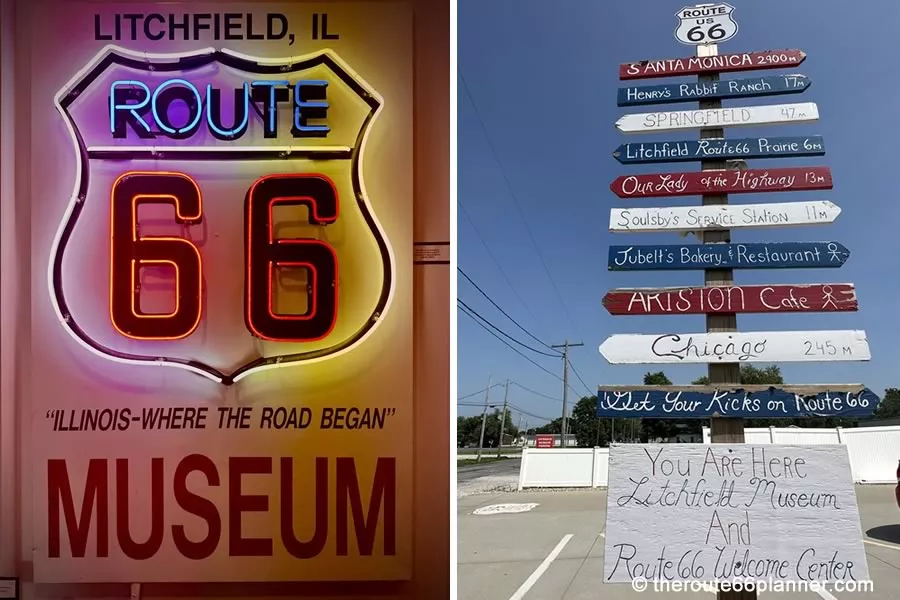 LITCHFIELD, IL
ROUTE
66
"ILLINOIS-WHERE THE ROAD BEGAN"
MUSEUM
ROUTE
US
66
SANTA MONICA 2900 M
HENRY'S RABBIT RANCH 17M
SPRINGFIELD 47 M
LITCHFIELD ROUTE66 PRAIRIE 6M
OUR LADY of the HIGHWAY 13M
SOULSBY'S SERVICE STATION 11M
JUBELT'S BAKERY & RESTAURANT
ARISTON Cafe
Chicago 245 M
Get Your Kicks on Route 66
You Are Here
Litchfield Museum
And
Route 66 Welcome Center
© theroute66planner.com